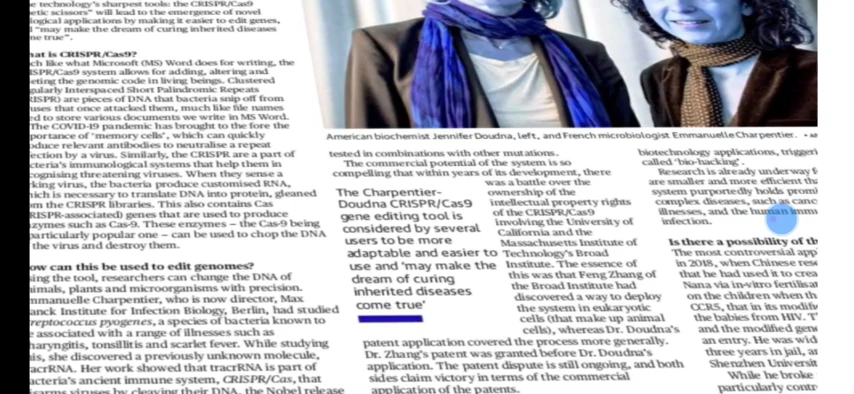 e technology's sharpest tools: the CRISPR/Cas9
etic scissors" will lead to the emergence of novel
logical applications by making it easier to edit genes,
l "may make the dream of curing inherited diseases
ne true".
at is CRISPR/Cas9?
ch like what Microsoft (MS) Word does for writing, the
ISPR/Cas9 system allows for adding, altering and
eting the genomic code in living beings. Clustered
gularly Interspaced Short Palindromic Repeats
RISPR) are pieces of DNA that bacteria snip off from
uses that once attacked them, much like file names
ed to store various documents we write in MS Word.
The COVID-19 pandemic has brought to the fore the
portance of 'memory cells', which can quickly
oduce relevant antibodies to neutralise a repeat
ection by a virus. Similarly, the CRISPR are a part of
cteria's immunological systems that help them in
cognising threatening viruses. When they sense a
king virus, the bacteria produce customised RNA,
ich is necessary to translate DNA into protein, gleaned
m the CRISPR libraries. This also contains Cas
RISPR-associated) genes that are used to produce
zymes such as Cas-9. These enzymes – the Cas-9 being
particularly popular one – can be used to chop the DNA
the virus and destroy them.
ow can this be used to edit genomes?
ing the tool, researchers can change the DNA of
imals, plants and microorganisms with precision.
mmanuelle Charpentier, who is now director, Max
anck Institute for Infection Biology, Berlin, had studied
reptococcus pyogenes, a species of bacteria known to
e associated with a range of illnesses such as
haryngitis, tonsillitis and scarlet fever. While studying
is, she discovered a previously unknown molecule,
acrRNA. Her work showed that tracrRNA is part of
acteria's ancient immune system, CRISPR/Cas, that
isarms viruses by cleaving their DNA, the Nobel release
American biochemist Jennifer Doudna, left, and French microbiologist Emmanuelle Charpentier.
tested in combinations with other mutations.
The commercial potential of the system is so
compelling that within years of its development, there
was a battle over the
ownership of the
intellectual property rights
of the CRISPR/Cas9
involving the University of
California and the
Massachusetts Institute of
Technology's Broad
Institute. The essence of
this was that Feng Zhang of
the Broad Institute had
discovered a way to deploy
the system in eukaryotic
cells (that make up animal
cells), whereas Dr. Doudna's
patent application covered the process more generally.
Dr. Zhang's patent was granted before Dr. Doudna's
application. The patent dispute is still ongoing, and both
sides claim victory in terms of the commercial
application of the patents.
The Charpentier-
Doudna CRISPR/Cas9
gene editing tool is
considered by several
users to be more
adaptable and easier to
use and 'may make the
dream of curing
inherited diseases
come true'
biotechnology applications, triggeri
called 'bio-hacking'.
Research is already underway f
are smaller and more efficient th
system purportedly holds promi
complex diseases, such as canc
illnesses, and the human immu
infection.
Is there a possibility of th
The most controversial app
in 2018, when Chinese rese
that he had used it to crea
Nana via in-vitro fertilisat
on the children when th
CCR5, that in its modifi
the babies from HIV. T
and the modified gene
an entry. He was wid
three years in jail, ar
Shenzhen Universit
While he broke
particularly contr